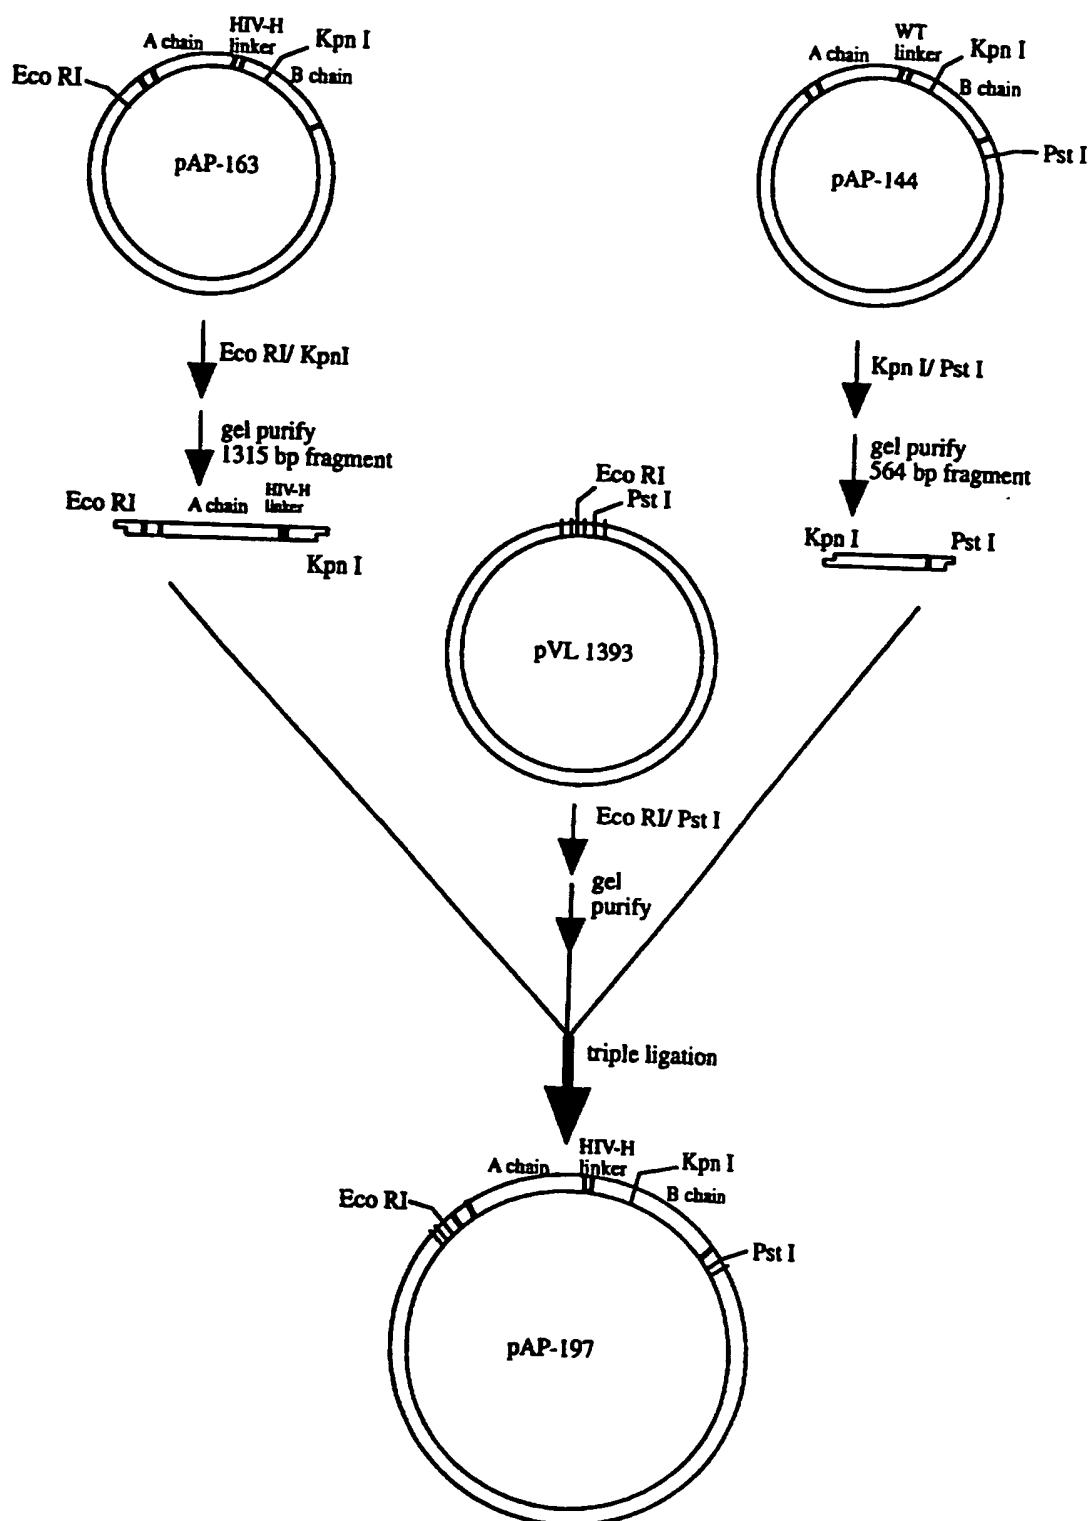 HIV-H
linker
A chain
Kpn I
Eco RI
B chain
pAP-163
WT
linker
A chain
Kpn I
B chain
Pst I
pAP-144
Eco RI/ KpnI
gel purify
1315 bp fragment
Eco RI
A chain
HIV-H
linker
Kpn I
Kpn I/ Pst I
gel purify
564 bp fragment
Kpn I
Pst I
Eco RI
Pst I
pVL 1393
Eco RI/ Pst I
gel
purify
triple ligation
HIV-H
linker
A chain
Kpn I
B chain
Eco RI
Pst I
pAP-197